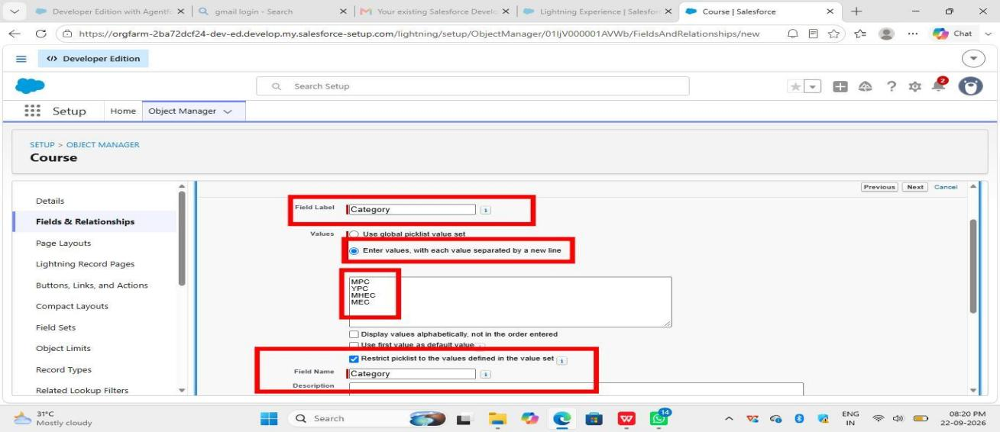 Developer Edition with Agentfo
gmail login - Search
Your existing Salesforce Develo
Lightning Experience | Salesfor
Course | Salesforce
https://orgfarm-2ba72dcf24-dev-ed.develop.my.salesforce-setup.com/lightning/setup/ObjectManager/01IjV000001AVWb/FieldsAndRelationships/new
Chat
</> Developer Edition
Search Setup
2
Setup
Home
Object Manager
SETUP > OBJECT MANAGER
Course
Details
Fields & Relationships
Page Layouts
Lightning Record Pages
Buttons, Links, and Actions
Compact Layouts
Field Sets
Object Limits
Record Types
Related Lookup Filters
Previous Next Cancel
Field Label Category i
Values Use global picklist value set
Enter values, with each value separated by a new line
MPC
YPC
MHEC
MEC
Display values alphabetically, not in the order entered
Use first value as default value
Restrict picklist to the values defined in the value set i
Field Name Category i
Description
31°C
Mostly cloudy
Search
14
ENG
IN
08:20 PM
22-09-2026